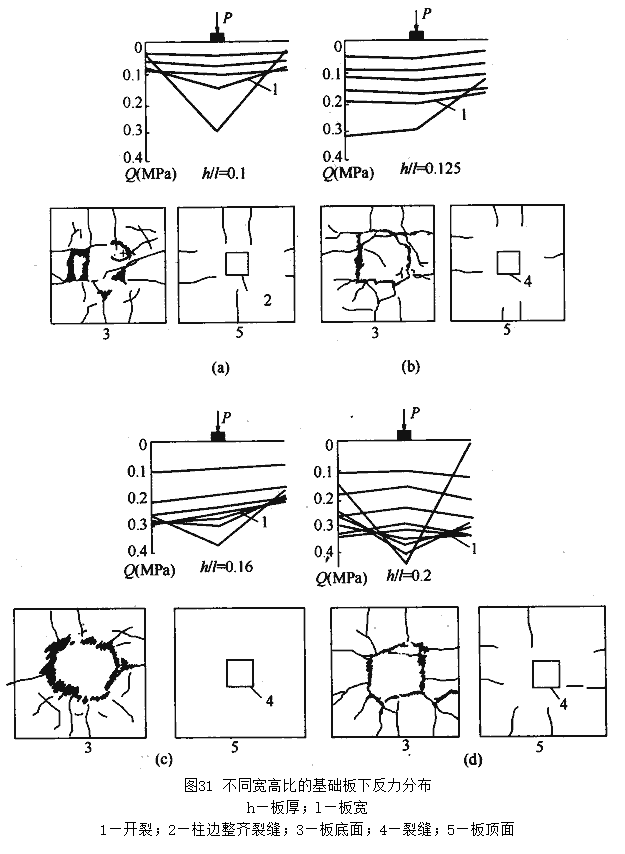 P P
0 0
0.1 0.1
0.2 1 0.2 1
0.3 0.3
0.4 0.4
Q(MPa) h/l=0.1 Q(MPa) h/l=0.125
2 4
3 5 3 5
(a) (b)
P P
0 0
0.1 0.1
0.2 0.2
0.3 1 0.3 1
0.4 0.4
Q(MPa) h/l=0.16 Q(MPa) h/l=0.2
4 4
3 5 3 5
(c) (d)
图31 不同宽高比的基础板下反力分布
h—板厚；l—板宽
1—开裂；2—柱边整齐裂缝；3—板底面；4—裂缝；5—板顶面